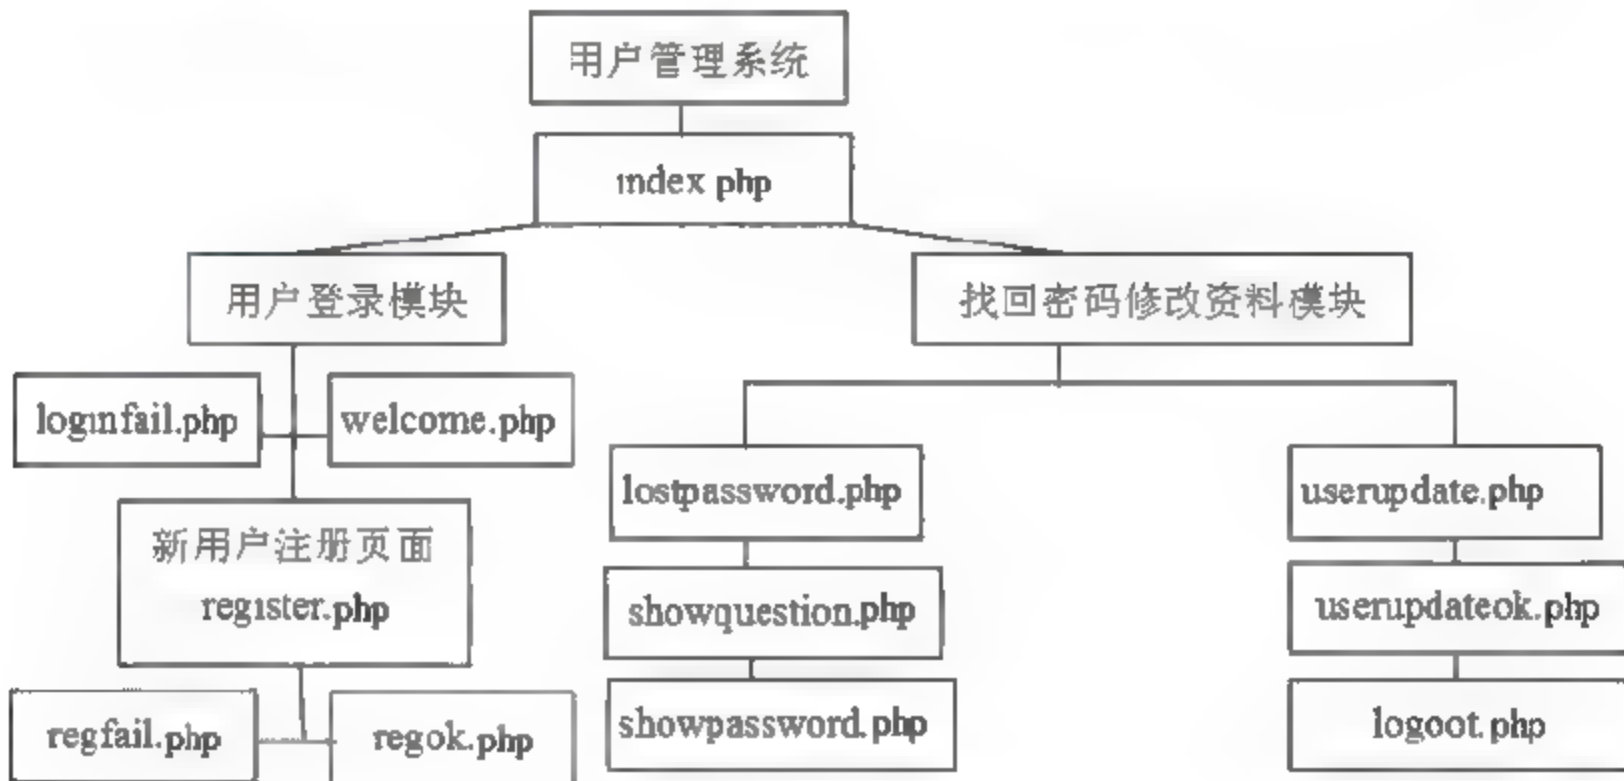 用户管理系统
index php
用户登录模块
找回密码修改资料模块
loginfail.php
welcome.php
lostpassword.php
userupdate.php
新用户注册页面
register.php
showquestion.php
userupdateok.php
regfail.php
regok.php
showpassword.php
logoot.php